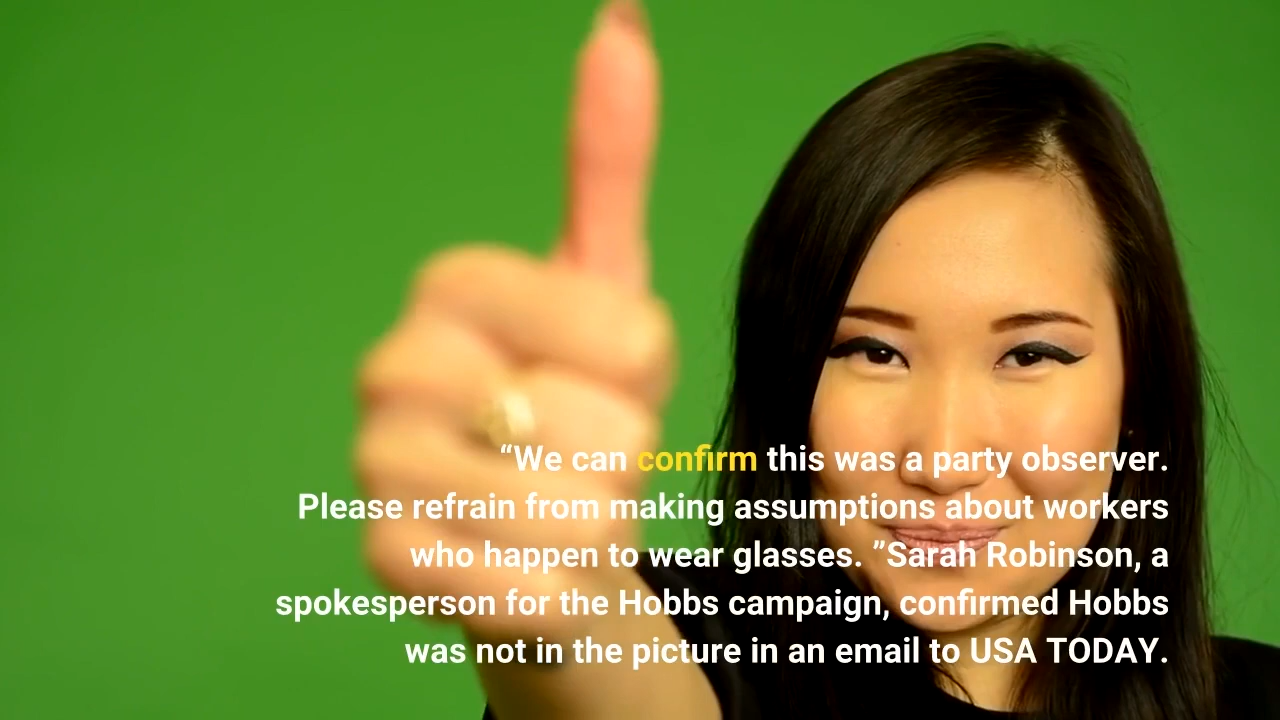 “We can confirm this was a party observer.
Please refrain from making assumptions about workers
who happen to wear glasses. ”Sarah Robinson, a
spokesperson for the Hobbs campaign, confirmed Hobbs
was not in the picture in an email to USA TODAY.